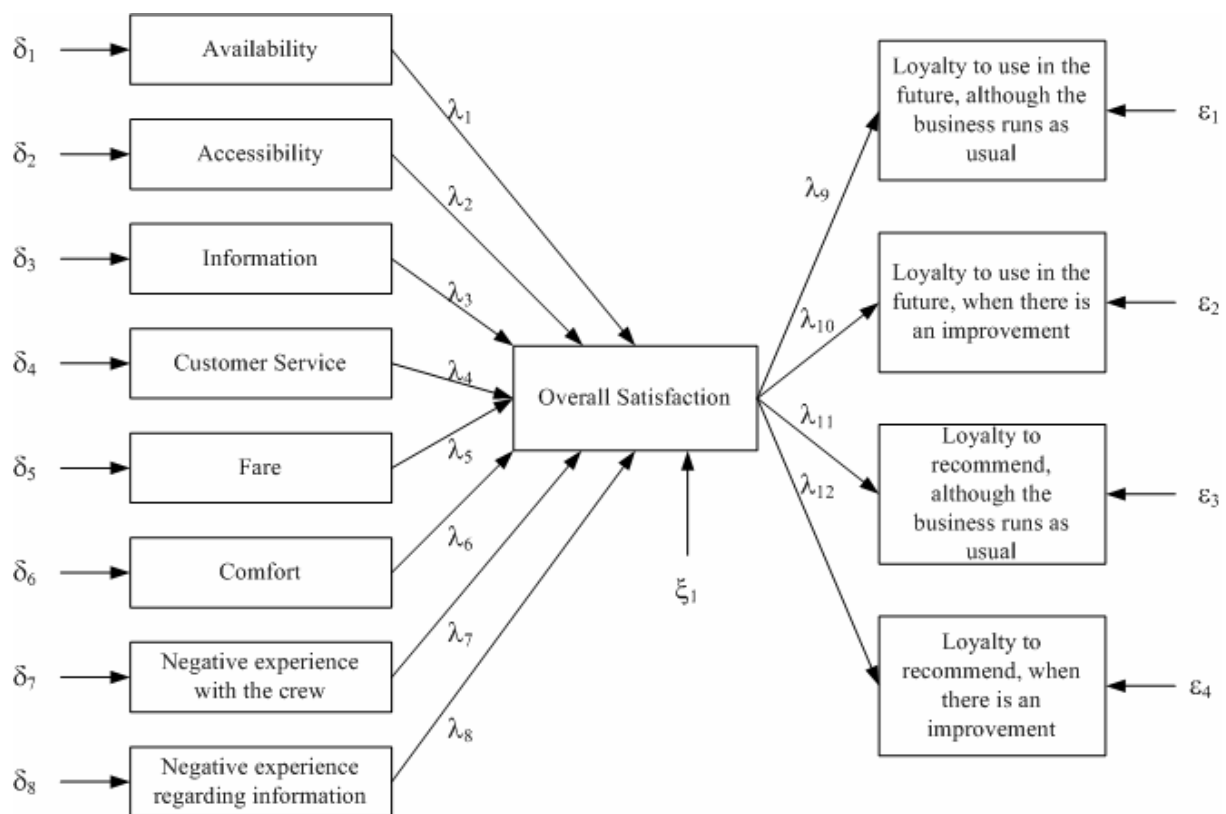 δ1
Availability
δ2
Accessibility
δ3
Information
δ4
Customer Service
δ5
Fare
δ6
Comfort
δ7
Negative experience
with the crew
δ8
Negative experience
regarding information
λ1
λ2
λ3
λ4
λ5
λ6
λ7
λ8
Overall Satisfaction
ξ1
λ9
λ10
λ11
λ12
Loyalty to use in the
future, although the
business runs as
usual
ε1
Loyalty to use in the
future, when there is
an improvement
ε2
Loyalty to
recommend,
although the
business runs as
usual
ε3
Loyalty to
recommend, when
there is an
improvement
ε4